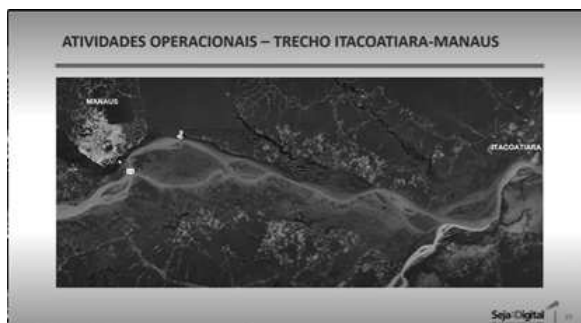 ATIVIDADES OPERACIONAIS – TRECHO ITACOATIARA-MANAUS
MANAUS
ITACOATIARA
Seja Digital